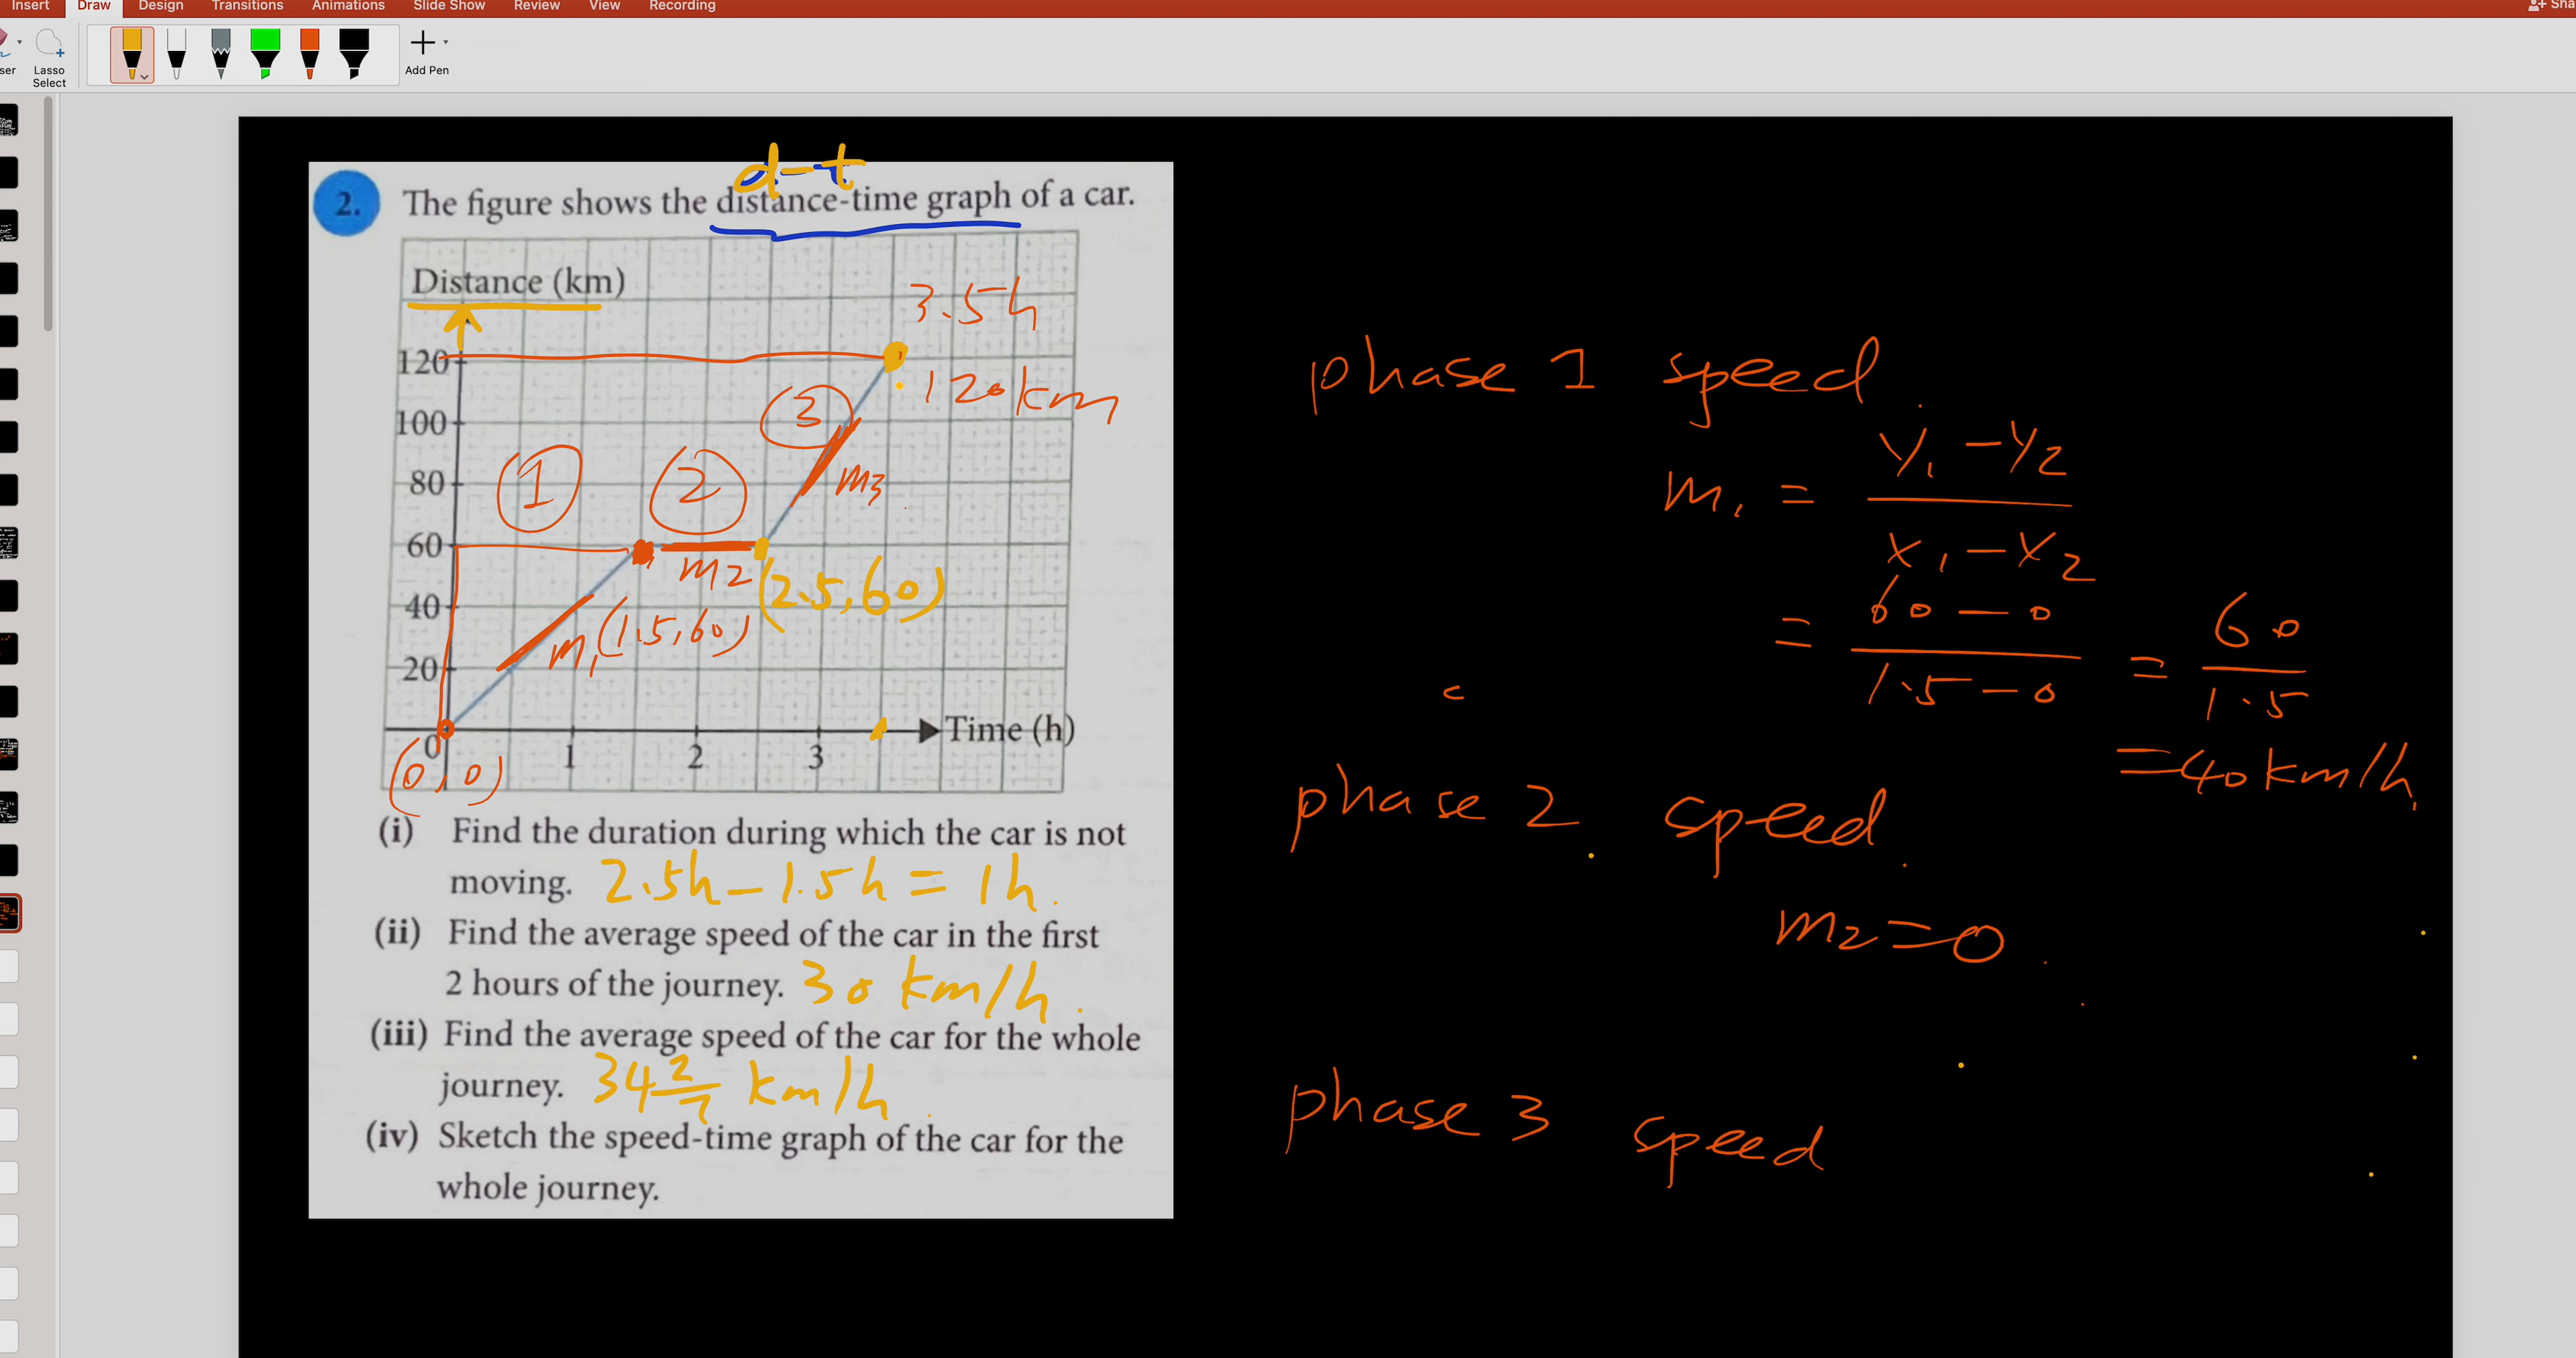 Insert Draw Design Transitions Animations Slide Show Review View Recording
Lasso
Select
Add Pen
d-t
2. The figure shows the distance-time graph of a car.
Distance (km)
3.5h
120
120km
100
3
80
1
2
m3
60
m2
(2.5,60)
40
m1
(1.5,60)
20
0 1 2 3 Time (h)
(0,0)
(i) Find the duration during which the car is not
moving. 2.5h - 1.5h = 1h.
(ii) Find the average speed of the car in the first
2 hours of the journey. 30 km/h.
(iii) Find the average speed of the car for the whole
journey. 34 2/7 km/h.
(iv) Sketch the speed-time graph of the car for the
whole journey.
phase 1 speed
m1 = y1 - y2
x1 - x2
= 60 - 0
1.5 - 0
= 60
1.5
= 40km/h
phase 2 speed
m2 = 0
phase 3 speed